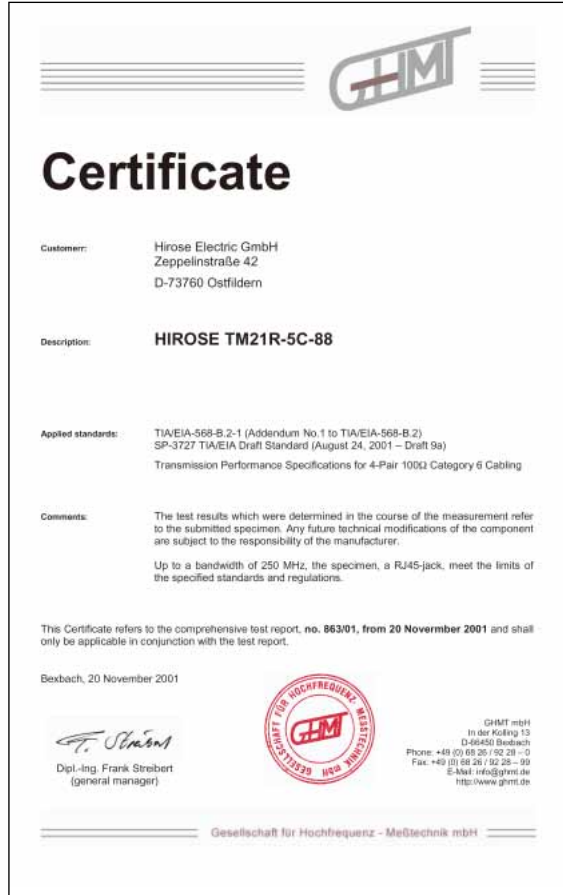 GHMT
Certificate
Customerr:
Hirose Electric GmbH
Zeppelinstraße 42
D-73760 Ostfildern
Description:
HIROSE TM21R-5C-88
Applied standards:
TIA/EIA-568-B.2-1 (Addendum No.1 to TIA/EIA-568-B.2)
SP-3727 TIA/EIA Draft Standard (August 24, 2001 – Draft 9a)
Transmission Performance Specifications for 4-Pair 100Ω Category 6 Cabling
Comments:
The test results which were determined in the course of the measurement refer
to the submitted specimen. Any future technical modifications of the component
are subject to the responsibility of the manufacturer.
Up to a bandwidth of 250 MHz, the specimen, a RJ45-jack, meet the limits of
the specified standards and regulations.
This Certificate refers to the comprehensive test report, no. 863/01, from 20 Novermber 2001 and shall
only be applicable in conjunction with the test report.
Bexbach, 20 November 2001
F. Streibert
Dipl.-Ing. Frank Streibert
(general manager)
GESELLSCHAFT FÜR HOCHFREQUENZ- MESSTECHNIK mbH
GHMT
GHMT mbH
In der Kolling 13
D-66450 Bexbach
Phone: +49 (0) 68 26 / 92 28 – 0
Fax: +49 (0) 68 26 / 92 28 – 99
E-Mail: info@ghmt.de
http://www.ghmt.de
Gesellschaft für Hochfrequenz - Meßtechnik mbH